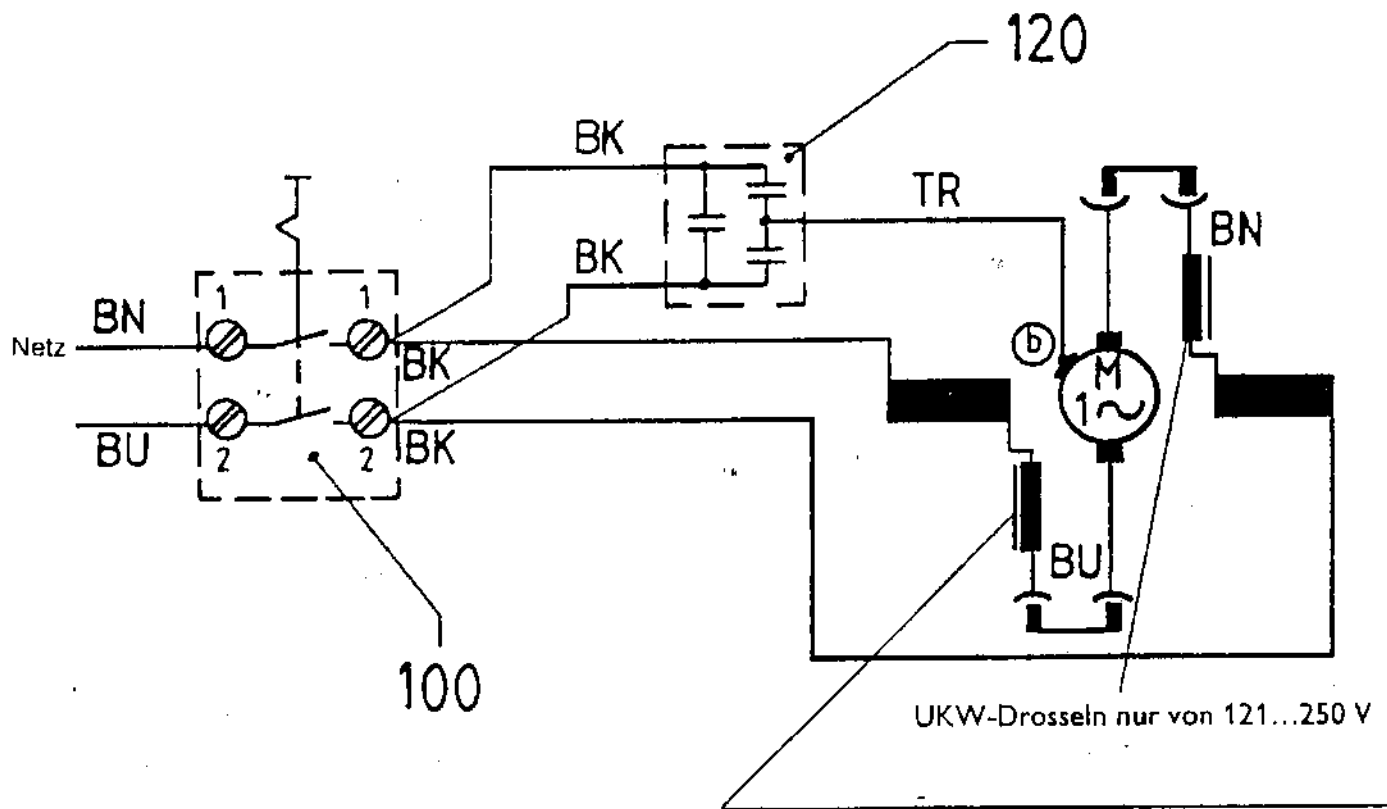 120
BK
TR
BN
BK
1
1
BN
Netz
BK
b
M
1~
BU
2
2
BK
BU
100
UKW-Drosseln nur von 121...250 V